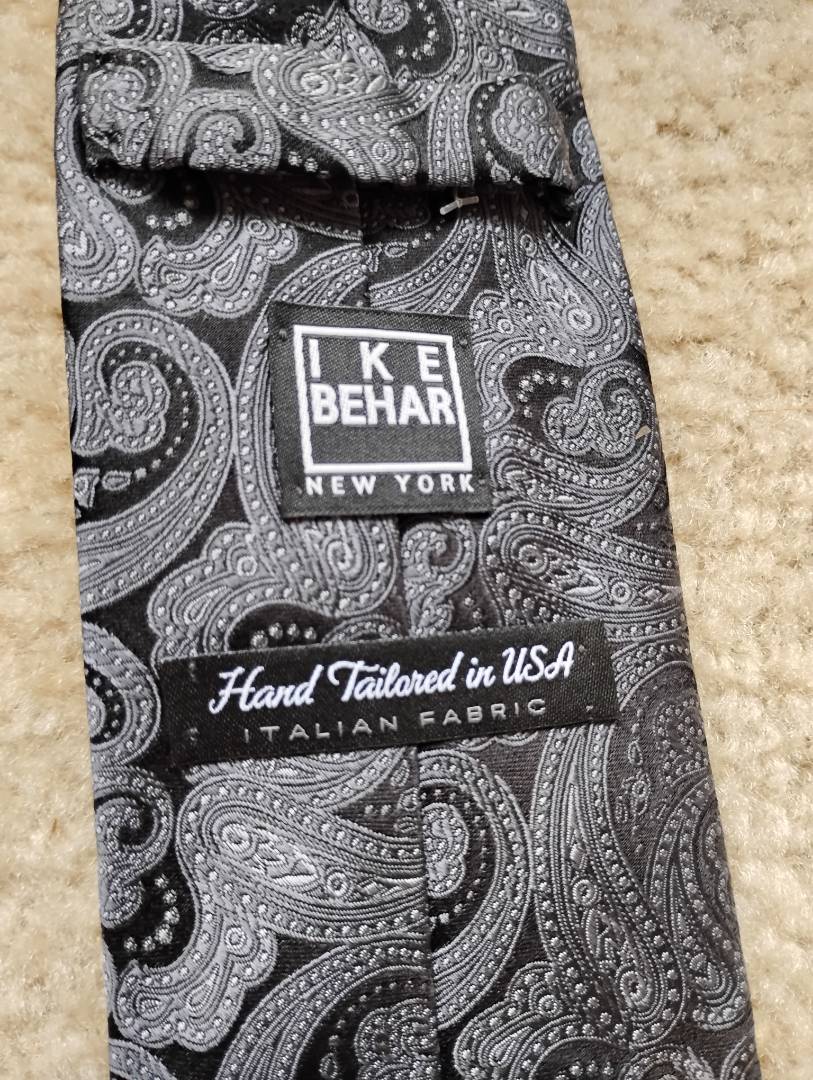 IKE
BEHAR
NEW YORK
Hand Tailored in USA
ITALIAN FABRIC